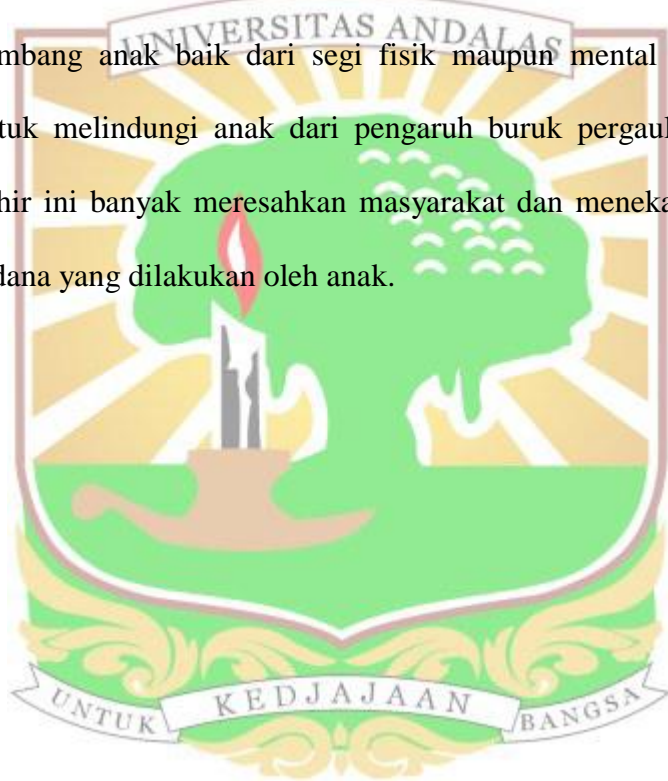 UNIVERSITAS ANDALAS
mbang anak baik dari segi fisik maupun mental
tuk melindungi anak dari pengaruh buruk pergaul
hir ini banyak meresahkan masyarakat dan meneka
dana yang dilakukan oleh anak.
UNTUK KEDJAJAAN BANGSA